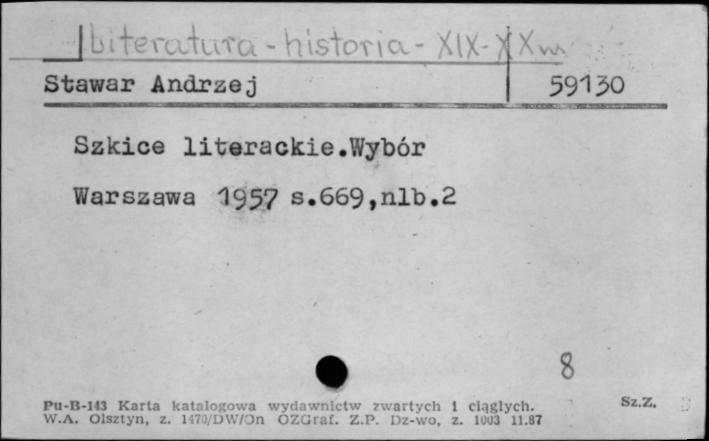 Literatura - historia - XIX-XX w.
Stawar Andrzej 59130
Szkice literackie.Wybór
Warszawa 1957 s.669,nlb.2
8
Pu-B-143 Karta katalogowa wydawnictw zwartych i ciągłych. Sz.Z.
W.A. Olsztyn, z. 1470/DW/On OZGraf. Z.P. Dz-wo, z. 1003 11.87